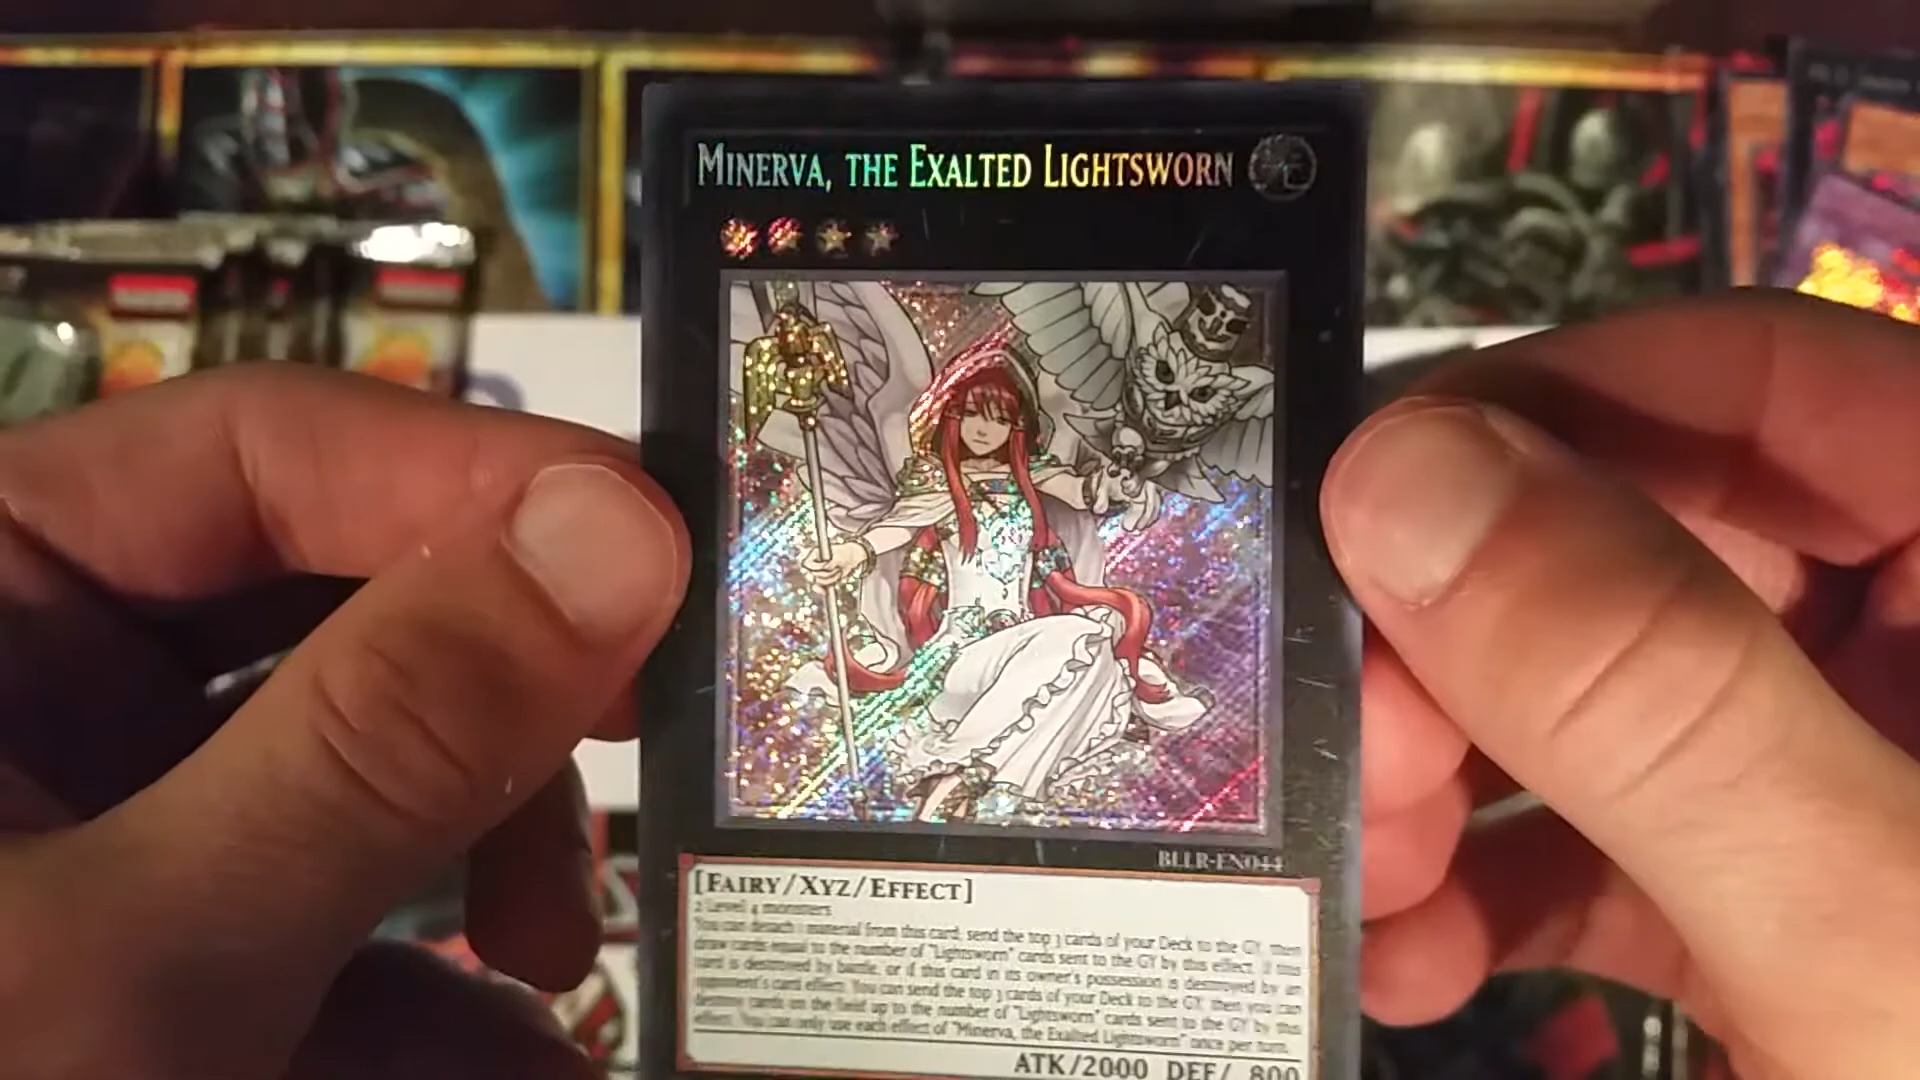 MINERVA, THE EXALTED LIGHTSWORN
BLLR-EN044
[FAIRY/XYZ/EFFECT]
2 Level 4 monsters
You can detach 1 material from this card; send the top 3 cards of your Deck to the GY, then
draw cards equal to the number of "Lightsworn" cards sent to the GY by this effect. If this
card is destroyed by battle, or if this card in its owner's possession is destroyed by an
opponent's card effect: You can send the top 3 cards of your Deck to the GY, then you can
destroy cards on the field up to the number of "Lightsworn" cards sent to the GY by this
effect. You can only use each effect of "Minerva, the Exalted Lightsworn" once per turn.
ATK/2000 DEF/ 800